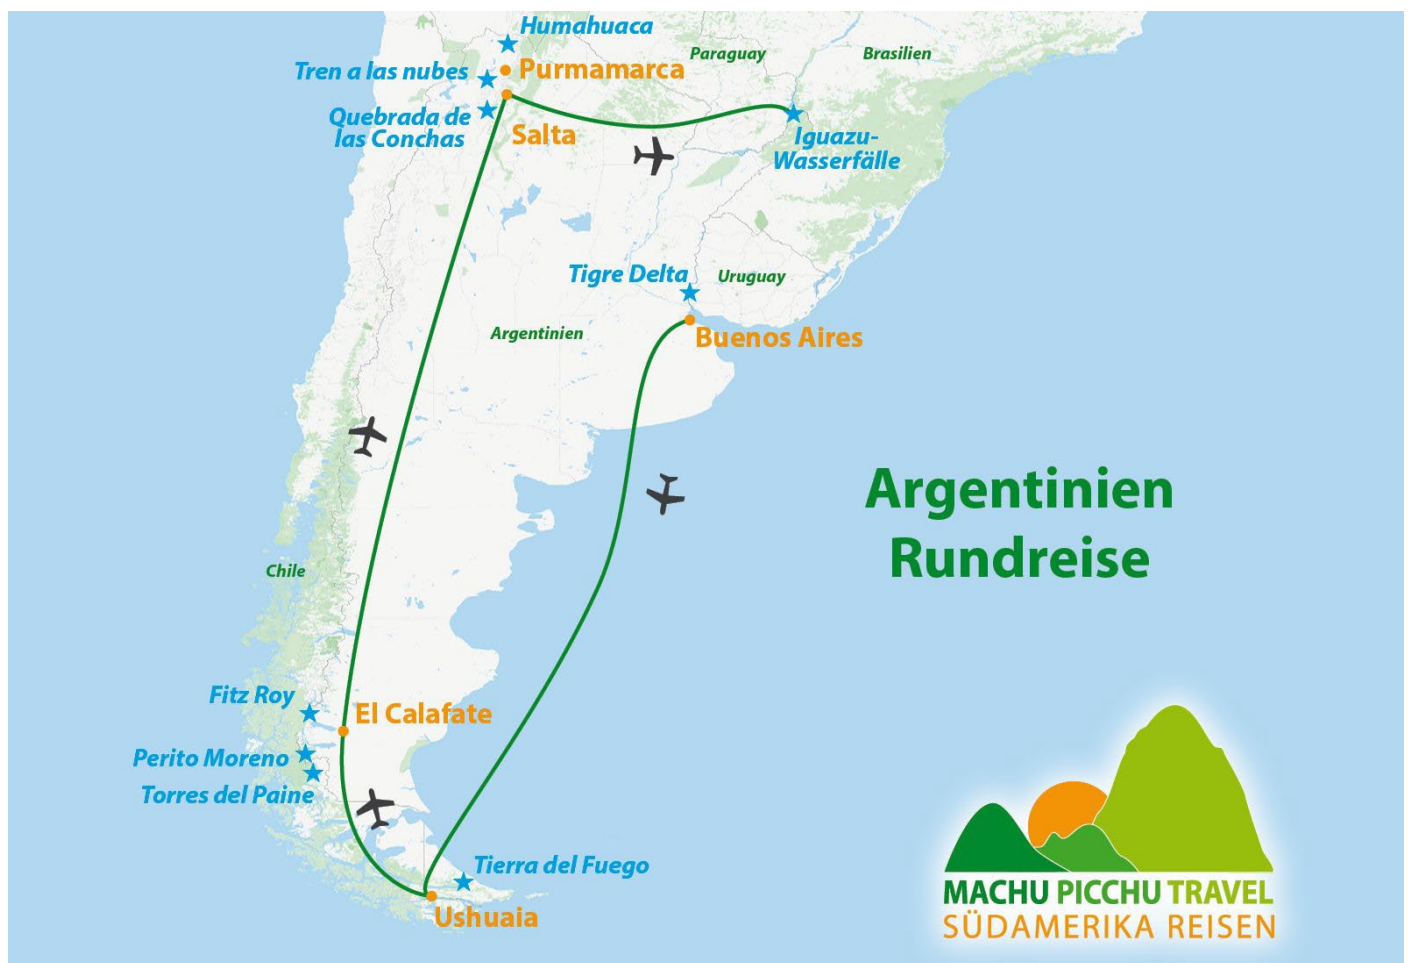 Humahuaca
Paraguay
Brasilien
Tren a las nubes
Purmamarca
Quebrada de
las Conchas
Salta
Iguazu-
Wasserfälle
Tigre Delta
Uruguay
Argentinien
Buenos Aires
Argentinien
Rundreise
Chile
Fitz Roy
El Calafate
Perito Moreno
Torres del Paine
Tierra del Fuego
Ushuaia
MACHU PICCHU TRAVEL
SÜDAMERIKA REISEN